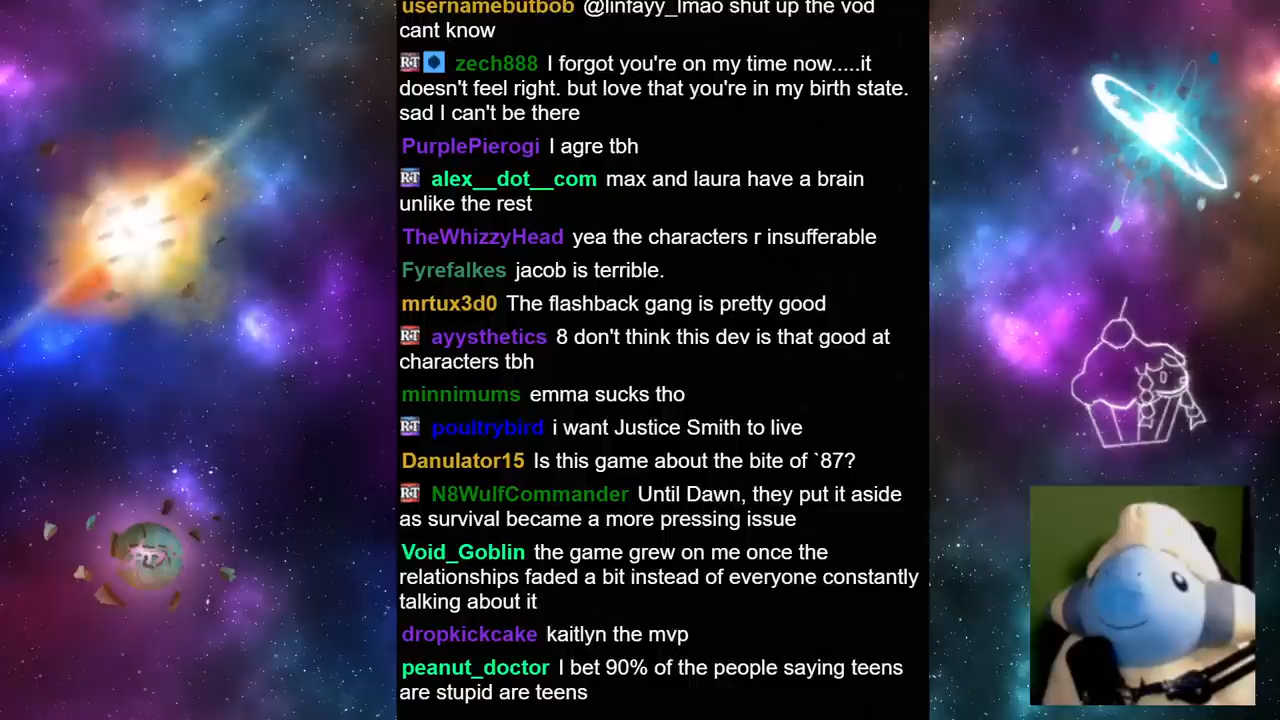 usernamebutbob @linfayy_lmao shut up the vod
cant know
RT zech888 I forgot you're on my time now.....it
doesn't feel right. but love that you're in my birth state.
sad I can't be there
PurplePierogi I agre tbh
RT alex__dot__com max and laura have a brain
unlike the rest
TheWhizzyHead yea the characters r insufferable
Fyrefalkes jacob is terrible.
mrtux3d0 The flashback gang is pretty good
RT ayysthetics 8 don't think this dev is that good at
characters tbh
minnimums emma sucks tho
RT poultrybird i want Justice Smith to live
Danulator15 Is this game about the bite of `87?
RT N8WulfCommander Until Dawn, they put it aside
as survival became a more pressing issue
Void_Goblin the game grew on me once the
relationships faded a bit instead of everyone constantly
talking about it
dropkickcake kaitlyn the mvp
peanut_doctor I bet 90% of the people saying teens
are stupid are teens